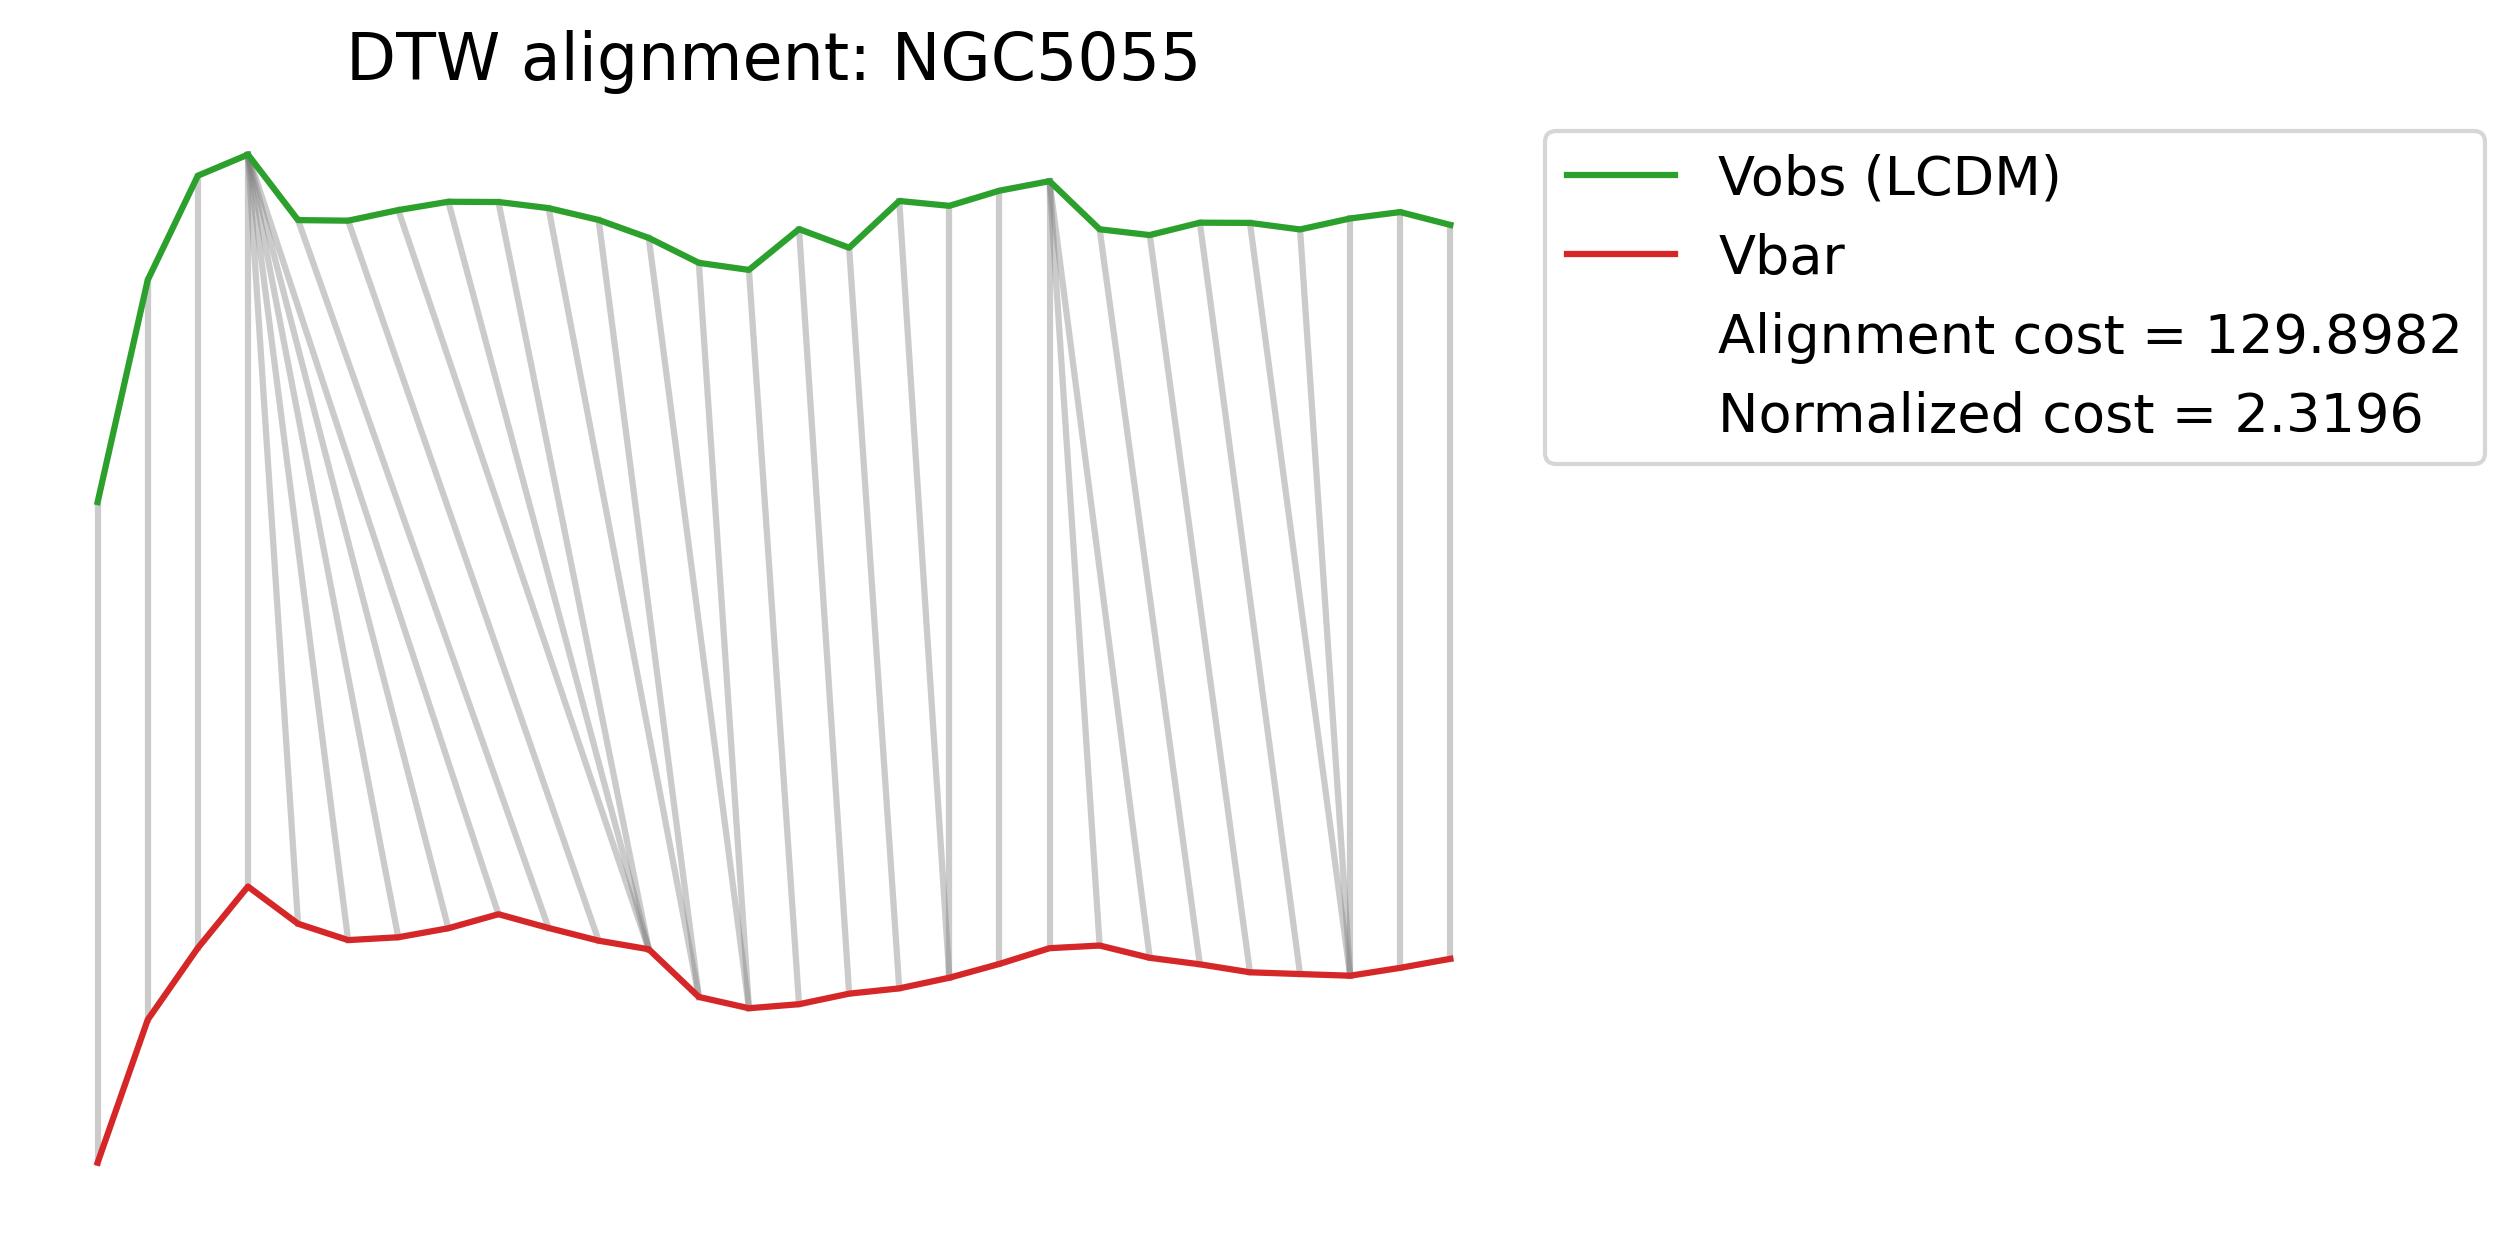 DTW alignment: NGC5055
Vobs (LCDM)
Vbar
Alignment cost = 129.8982
Normalized cost = 2.3196